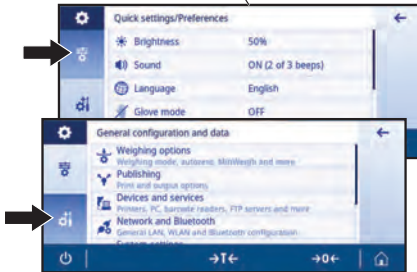 Quick settings/Preferences
Brightness 50%
Sound ON (2 of 3 beeps)
Language English
Glove mode OFF
General configuration and data
Weighing options
Weighing mode, autozero, MinWeigh and more
Publishing
Print and output options
Devices and services
Printers, PC, barcode readers, FTP servers and more
Network and Bluetooth
General LAN, WLAN and Bluetooth configuration
System settings
→T←
→0←